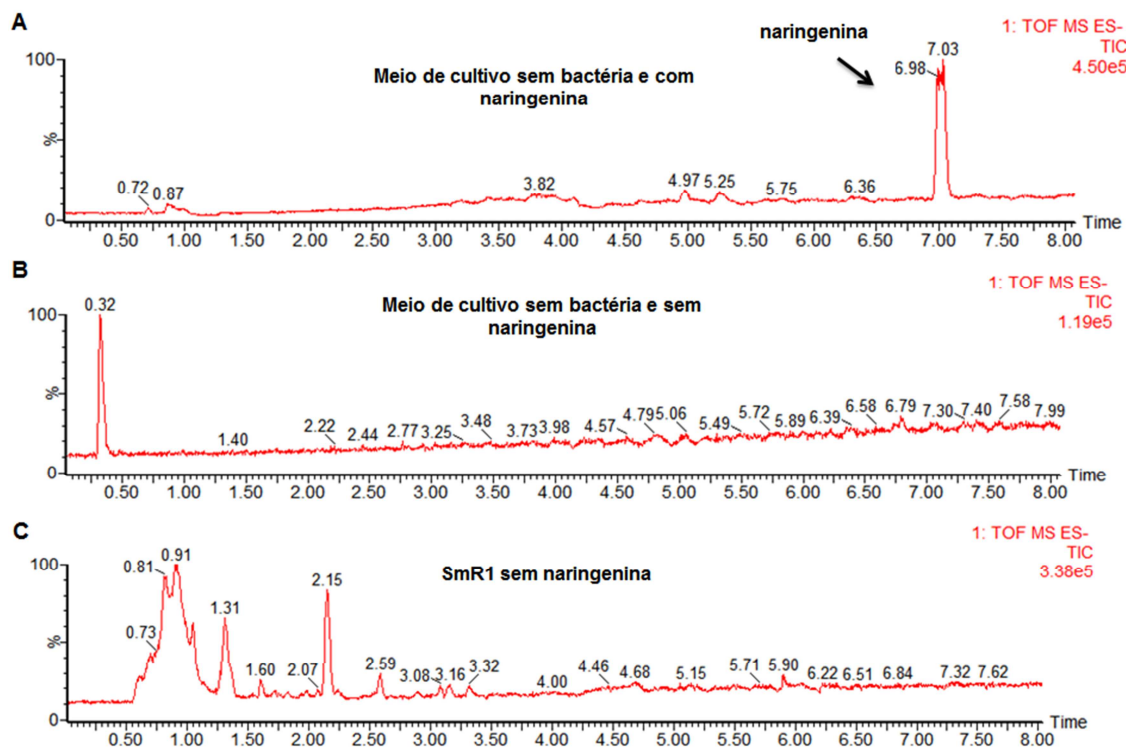 A
naringenina
1: TOF MS ES-
TIC
4.50e5
Meio de cultivo sem bactéria e com
naringenina
100
%
0
0.72
0.87
3.82
4.97
5.25
5.75
6.36
6.98
7.03
0.50 1.00 1.50 2.00 2.50 3.00 3.50 4.00 4.50 5.00 5.50 6.00 6.50 7.00 7.50 8.00 Time
B
1: TOF MS ES-
TIC
1.19e5
Meio de cultivo sem bactéria e sem
naringenina
100
%
0
0.32
1.40
2.22
2.44
2.77
3.25
3.48
3.73
3.98
4.57
4.79
5.06
5.49
5.72
5.89
6.39
6.58
6.79
7.30
7.40
7.58
7.99
0.50 1.00 1.50 2.00 2.50 3.00 3.50 4.00 4.50 5.00 5.50 6.00 6.50 7.00 7.50 8.00 Time
C
1: TOF MS ES-
TIC
3.38e5
SmR1 sem naringenina
100
%
0
0.73
0.81
0.91
1.31
1.60
2.07
2.15
2.59
3.08
3.16
3.32
4.00
4.46
4.68
5.15
5.71
5.90
6.22
6.51
6.84
7.32
7.62
0.50 1.00 1.50 2.00 2.50 3.00 3.50 4.00 4.50 5.00 5.50 6.00 6.50 7.00 7.50 8.00 Time